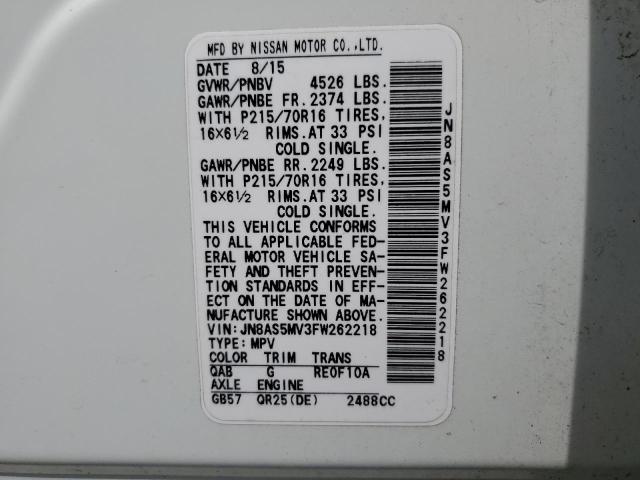 MFD BY NISSAN MOTOR CO.,LTD.
DATE 8/15
GVWR/PNBV 4526 LBS.
GAWR/PNBE FR. 2374 LBS.
WITH P215/70R16 TIRES,
16X6½ RIMS. AT 33 PSI
COLD SINGLE.
GAWR/PNBE RR. 2249 LBS.
WITH P215/70R16 TIRES,
16X6½ RIMS. AT 33 PSI
COLD SINGLE.
THIS VEHICLE CONFORMS
TO ALL APPLICABLE FED-
ERAL MOTOR VEHICLE SA-
FETY AND THEFT PREVEN-
TION STANDARDS IN EFF-
ECT ON THE DATE OF MA-
NUFACTURE SHOWN ABOVE.
VIN: JN8AS5MV3FW262218
TYPE: MPV
COLOR TRIM TRANS
QAB G RE0F10A
AXLE ENGINE
GB57 QR25(DE) 2488CC
JN8AS5MV3FW262218